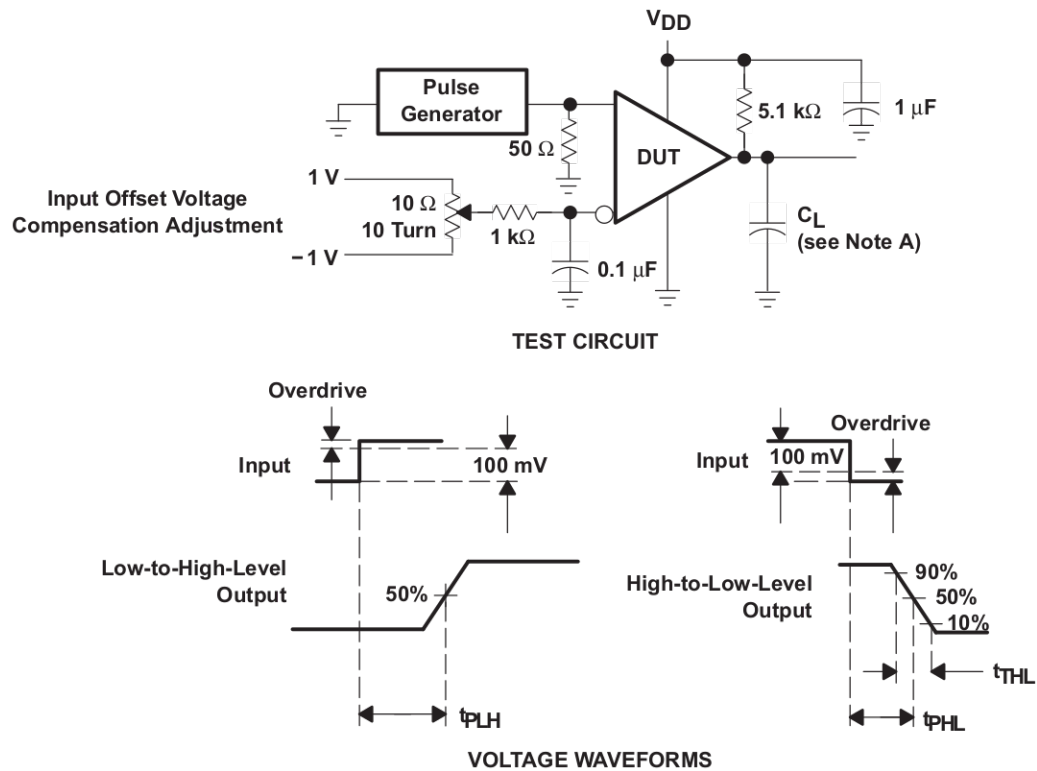 VDD
Pulse
Generator
5.1 kΩ
1 μF
50 Ω
DUT
1 V
Input Offset Voltage
Compensation Adjustment
10 Ω
10 Turn
1 kΩ
−1 V
0.1 μF
CL
(see Note A)
TEST CIRCUIT
Overdrive
Input
100 mV
Low-to-High-Level
Output
50%
tPLH
Overdrive
Input
100 mV
High-to-Low-Level
Output
90%
50%
10%
tTHL
tPHL
VOLTAGE WAVEFORMS